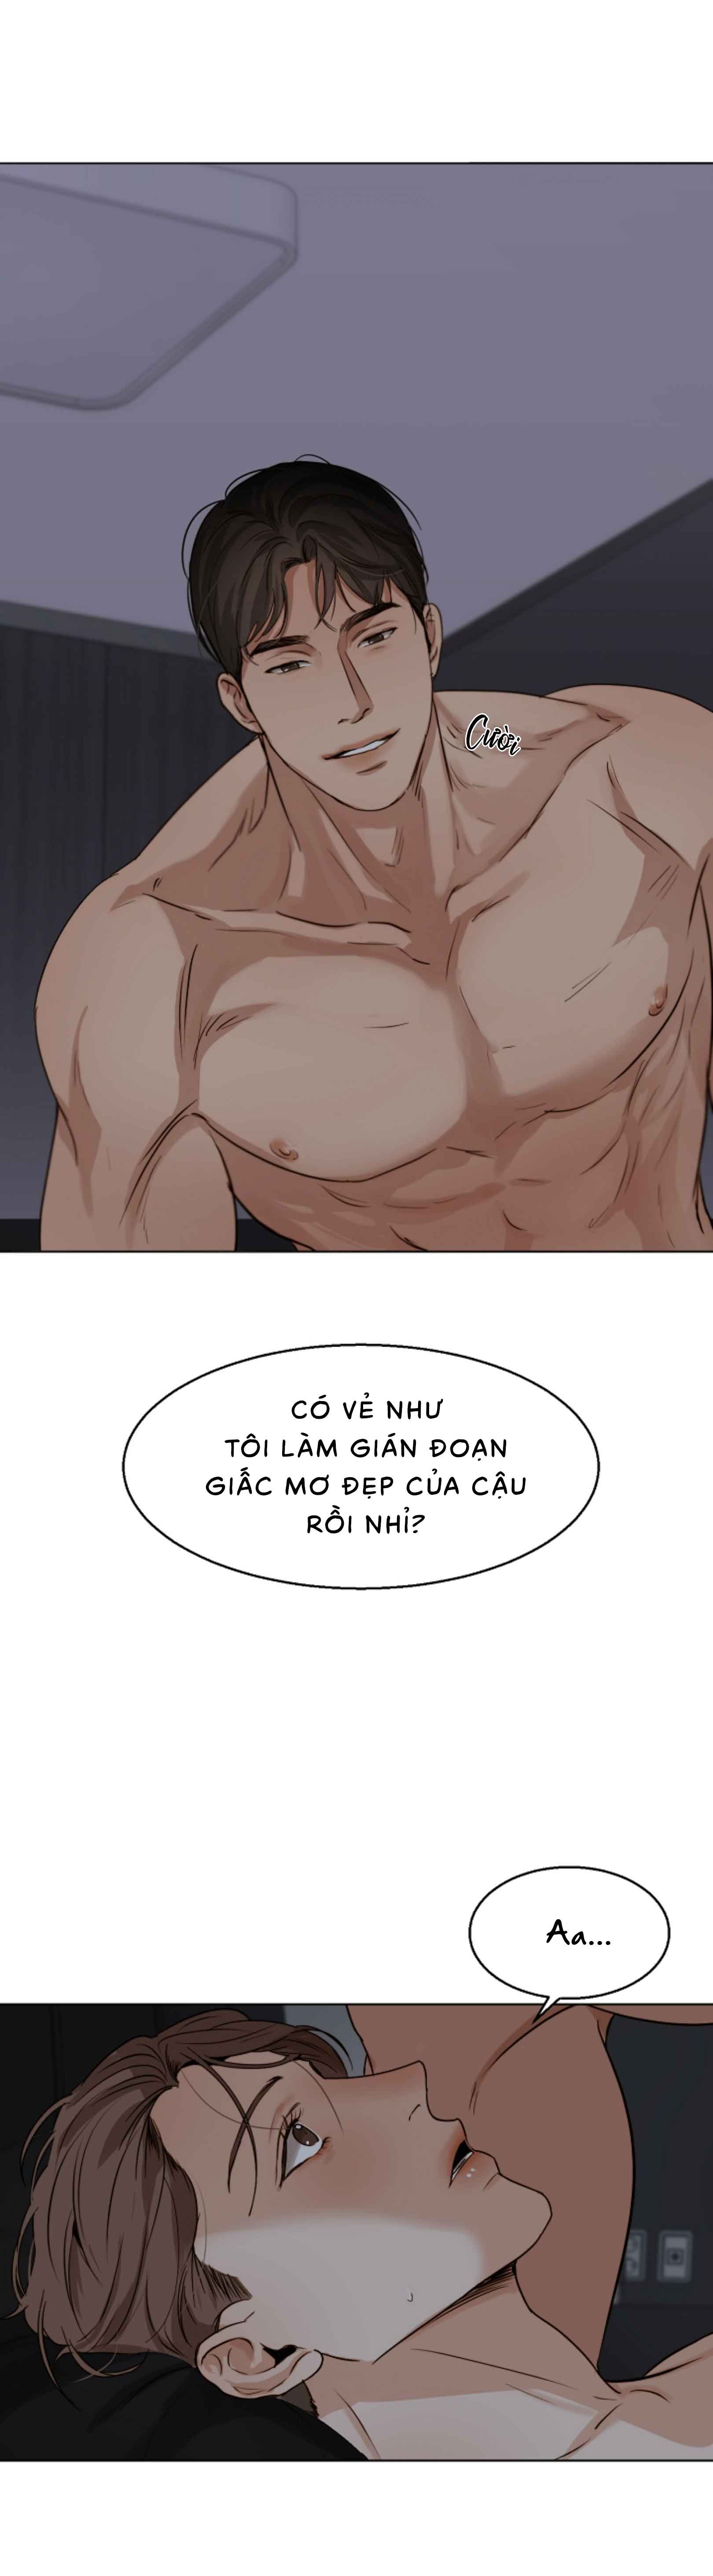 Cười
CÓ VẺ NHƯ
TÔI LÀM GIÁN ĐOẠN
GIẤC MƠ ĐẸP CỦA CẬU
RỒI NHỈ?
Aa...